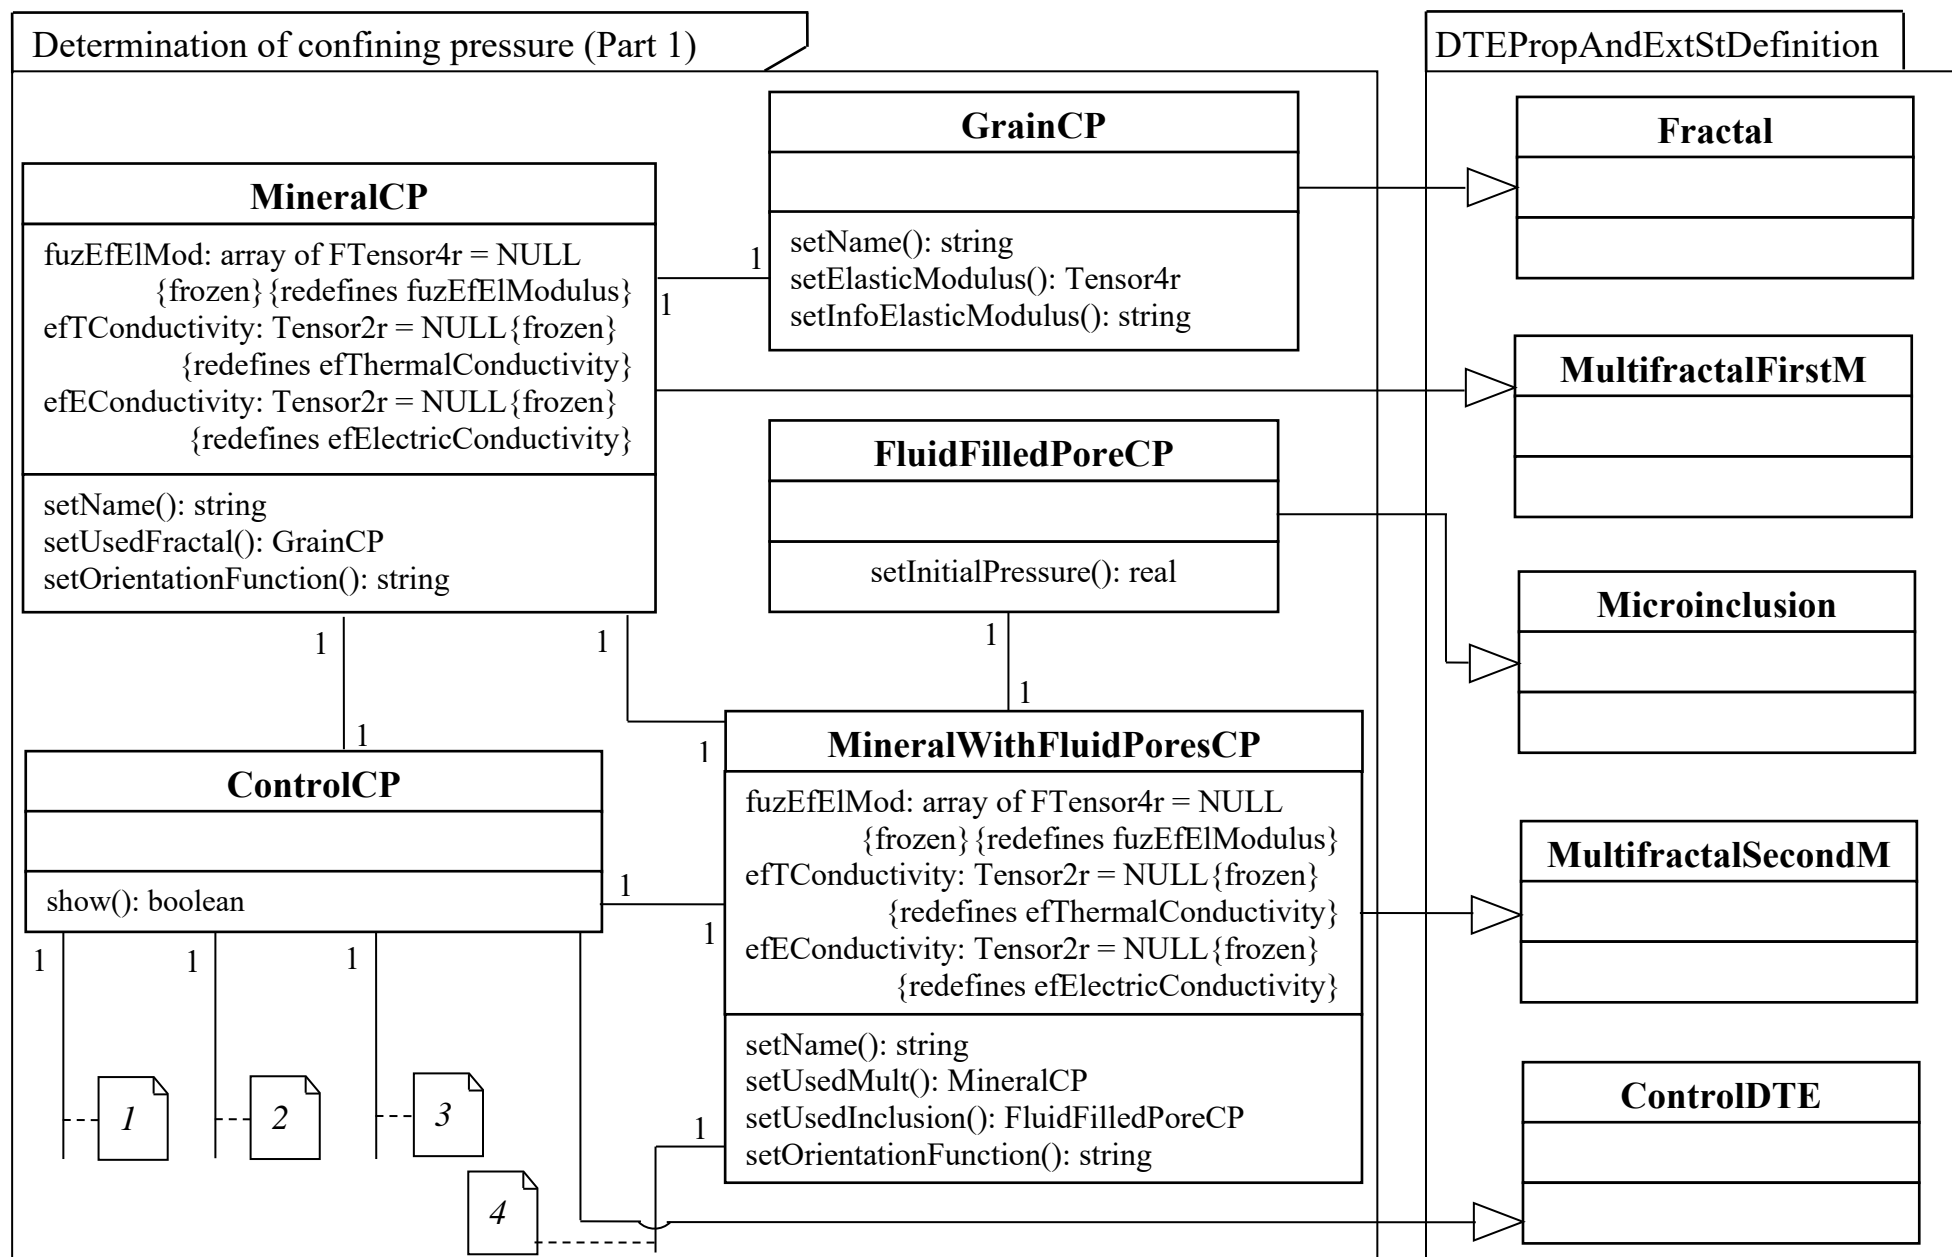 Determination of confining pressure (Part 1)
DTEPropAndExtStDefinition
GrainCP
setName(): string
setElasticModulus(): Tensor4r
setInfoElasticModulus(): string
Fractal
MineralCP
fuzEfElMod: array of FTensor4r = NULL
{frozen}{redefines fuzEfElModulus}
efTConductivity: Tensor2r = NULL{frozen}
{redefines efThermalConductivity}
efEConductivity: Tensor2r = NULL{frozen}
{redefines efElectricConductivity}
setName(): string
setUsedFractal(): GrainCP
setOrientationFunction(): string
1
1
MultifractalFirstM
FluidFilledPoreCP
setInitialPressure(): real
Microinclusion
1
1
1
1
1
1
ControlCP
show(): boolean
MineralWithFluidPoresCP
fuzEfElMod: array of FTensor4r = NULL
{frozen}{redefines fuzEfElModulus}
efTConductivity: Tensor2r = NULL{frozen}
{redefines efThermalConductivity}
efEConductivity: Tensor2r = NULL{frozen}
{redefines efElectricConductivity}
setName(): string
setUsedMult(): MineralCP
setUsedInclusion(): FluidFilledPoreCP
setOrientationFunction(): string
MultifractalSecondM
1
1
1
1
1
1
1
2
3
4
ControlDTE